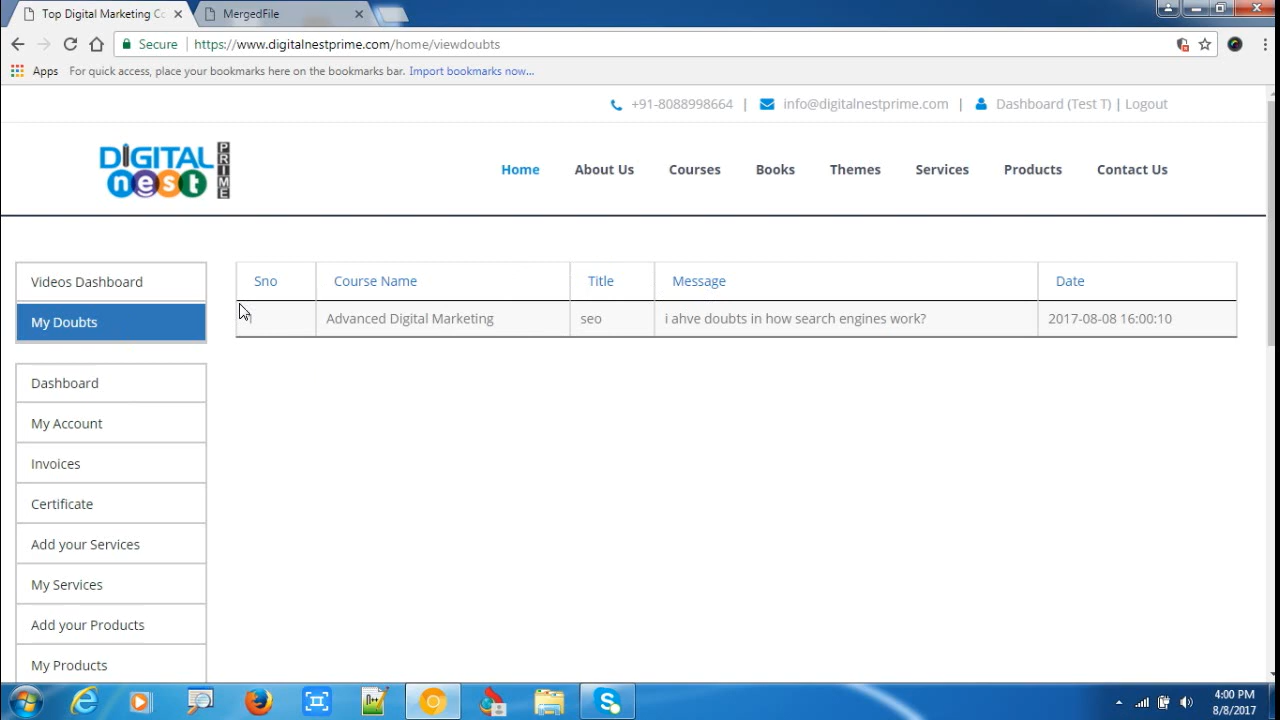 Top Digital Marketing Co
MergedFile
Secure https://www.digitalnestprime.com/home/viewdoubts
Apps For quick access, place your bookmarks here on the bookmarks bar. Import bookmarks now...
+91-8088998664 | info@digitalnestprime.com | Dashboard (Test T) | Logout
DIGITAL
nest
PRIME
Home About Us Courses Books Themes Services Products Contact Us
Videos Dashboard
My Doubts
Dashboard
My Account
Invoices
Certificate
Add your Services
My Services
Add your Products
My Products
Sno Course Name Title Message Date
1 Advanced Digital Marketing seo i ahve doubts in how search engines work? 2017-08-08 16:00:10
4:00 PM
8/8/2017